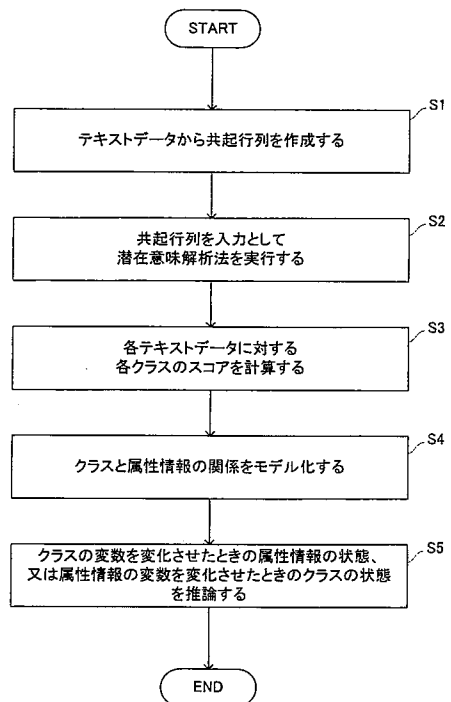 START
S1
テキストデータから共起行列を作成する
S2
共起行列を入力として
潜在意味解析法を実行する
S3
各テキストデータに対する
各クラスのスコアを計算する
S4
クラスと属性情報の関係をモデル化する
S5
クラスの変数を変化させたときの属性情報の状態、
又は属性情報の変数を変化させたときのクラスの状態
を推論する
END